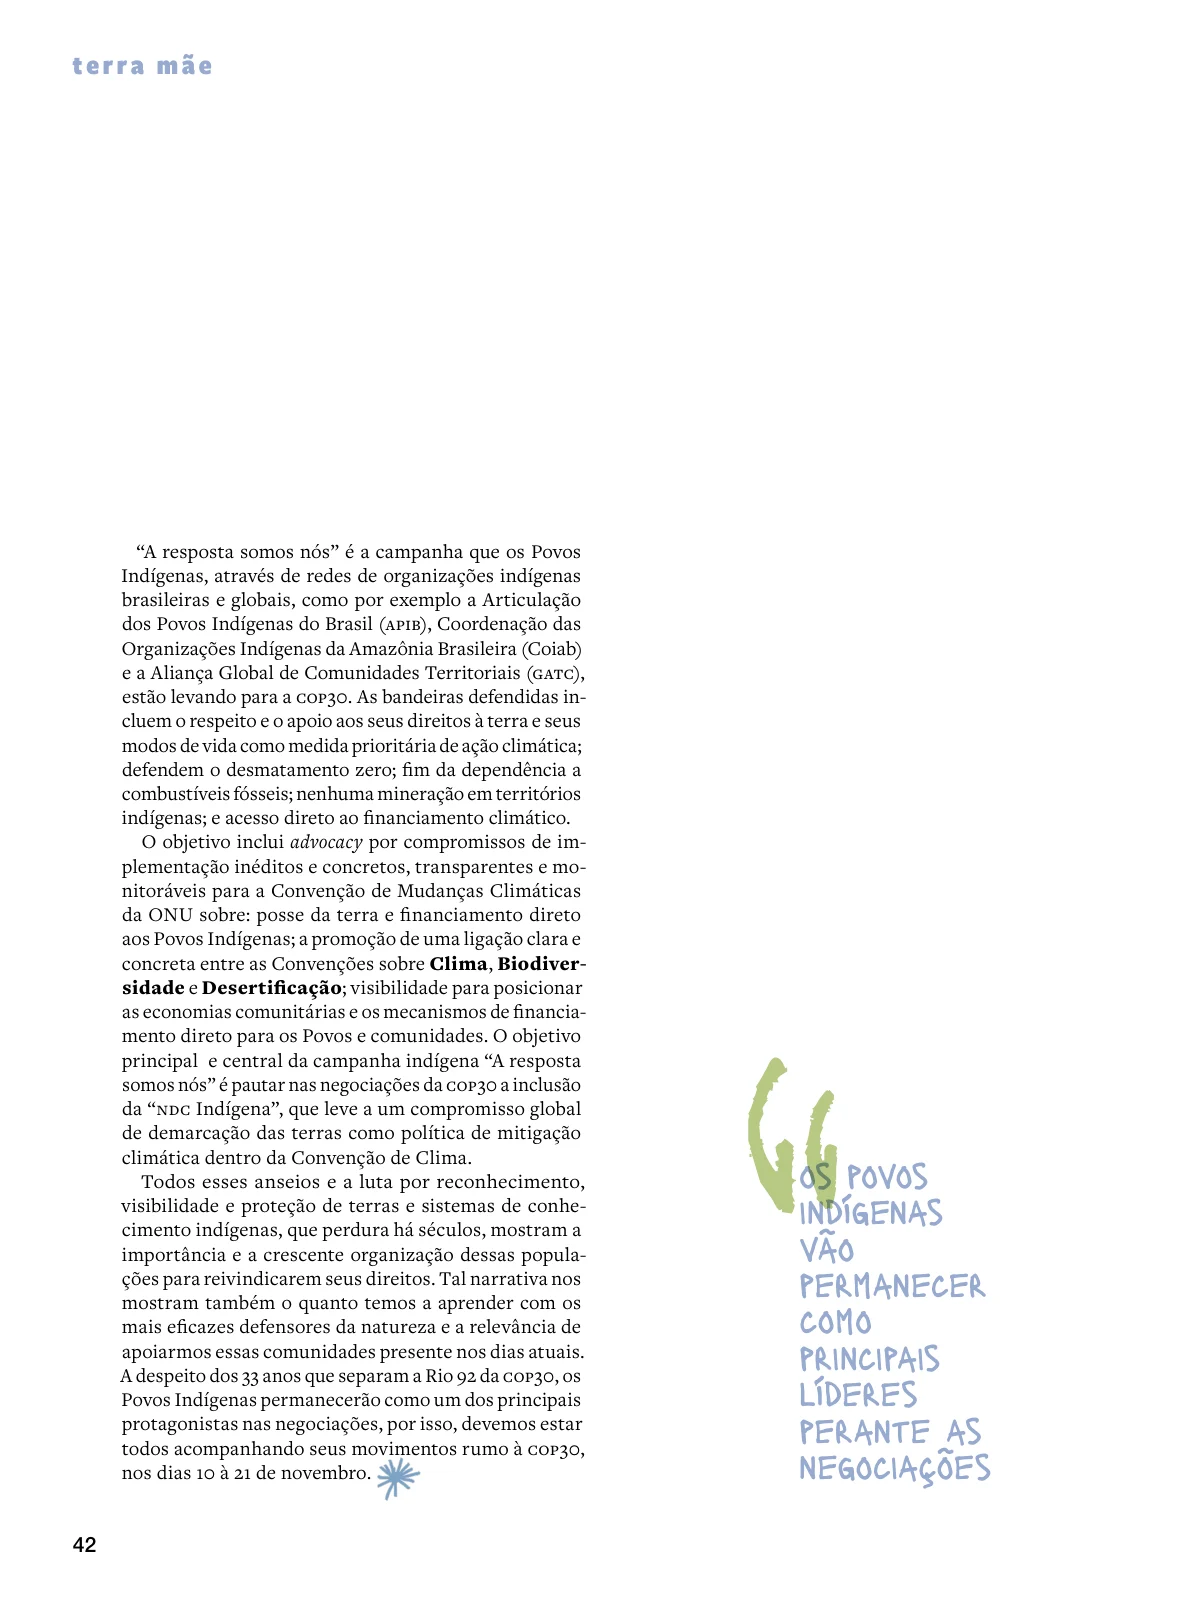 terra mãe
“A resposta somos nós” é a campanha que os Povos
Indígenas, através de redes de organizações indígenas
brasileiras e globais, como por exemplo a Articulação
dos Povos Indígenas do Brasil (APIB), Coordenação das
Organizações Indígenas da Amazônia Brasileira (Coiab)
e a Aliança Global de Comunidades Territoriais (GATC),
estão levando para a COP30. As bandeiras defendidas in-
cluem o respeito e o apoio aos seus direitos à terra e seus
modos de vida como medida prioritária de ação climática;
defendem o desmatamento zero; fim da dependência a
combustíveis fósseis; nenhuma mineração em territórios
indígenas; e acesso direto ao financiamento climático.
O objetivo inclui advocacy por compromissos de im-
plementação inéditos e concretos, transparentes e mo-
nitoráveis para a Convenção de Mudanças Climáticas
da ONU sobre: posse da terra e financiamento direto
aos Povos Indígenas; a promoção de uma ligação clara e
concreta entre as Convenções sobre Clima, Biodiver-
sidade e Desertificação; visibilidade para posicionar
as economias comunitárias e os mecanismos de financia-
mento direto para os Povos e comunidades. O objetivo
principal e central da campanha indígena “A resposta
somos nós” é pautar nas negociações da COP30 a inclusão
da “NDC Indígena”, que leve a um compromisso global
de demarcação das terras como política de mitigação
climática dentro da Convenção de Clima.
Todos esses anseios e a luta por reconhecimento,
visibilidade e proteção de terras e sistemas de conhe-
cimento indígenas, que perdura há séculos, mostram a
importância e a crescente organização dessas popula-
ções para reivindicarem seus direitos. Tal narrativa nos
mostram também o quanto temos a aprender com os
mais eficazes defensores da natureza e a relevância de
apoiarmos essas comunidades presente nos dias atuais.
A despeito dos 33 anos que separam a Rio 92 da COP30, os
Povos Indígenas permanecerão como um dos principais
protagonistas nas negociações, por isso, devemos estar
todos acompanhando seus movimentos rumo à COP30,
nos dias 10 à 21 de novembro.
“
OS POVOS
INDÍGENAS
VÃO
PERMANECER
COMO
PRINCIPAIS
LÍDERES
PERANTE AS
NEGOCIAÇÕES
42